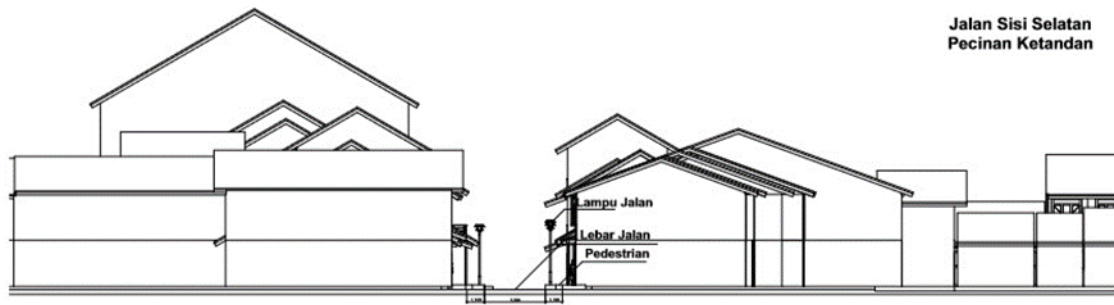 Jalan Sisi Selatan
Pecinan Ketandan
Lampu Jalan
Lebar Jalan
Pedestrian